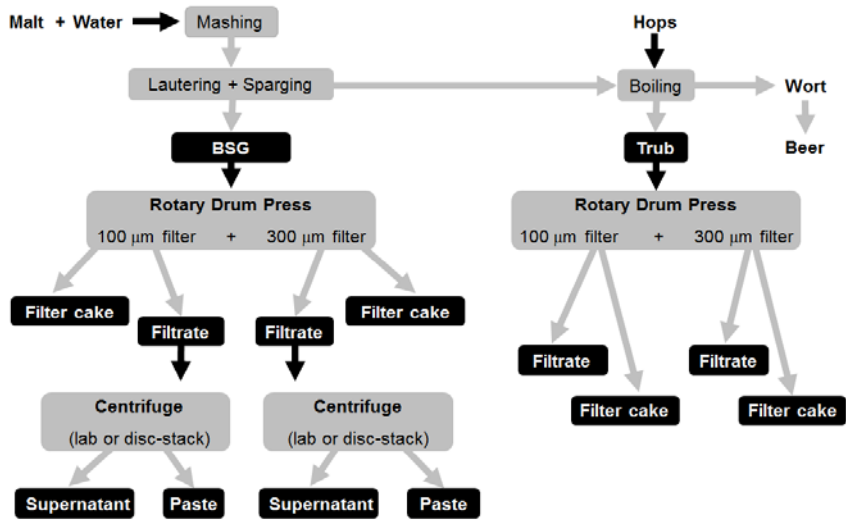 Malt + Water
Mashing
Hops
Lautering + Sparging
Boiling
Wort
BSG
Trub
Beer
Rotary Drum Press
100 μm filter + 300 μm filter
Rotary Drum Press
100 μm filter + 300 μm filter
Filter cake
Filtrate
Filtrate
Filter cake
Filtrate
Filtrate
Filter cake
Filter cake
Centrifuge
(lab or disc-stack)
Centrifuge
(lab or disc-stack)
Supernatant
Paste
Supernatant
Paste